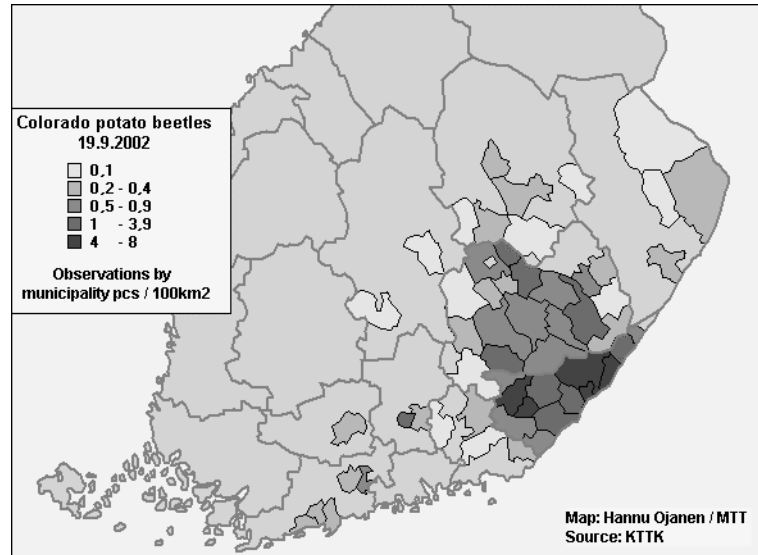 Colorado potato beetles
19.9.2002
0,1
0,2 - 0,4
0,5 - 0,9
1 - 3,9
4 - 8
Observations by
municipality pcs / 100km2
Map: Hannu Ojanen / MTT
Source: KTTK